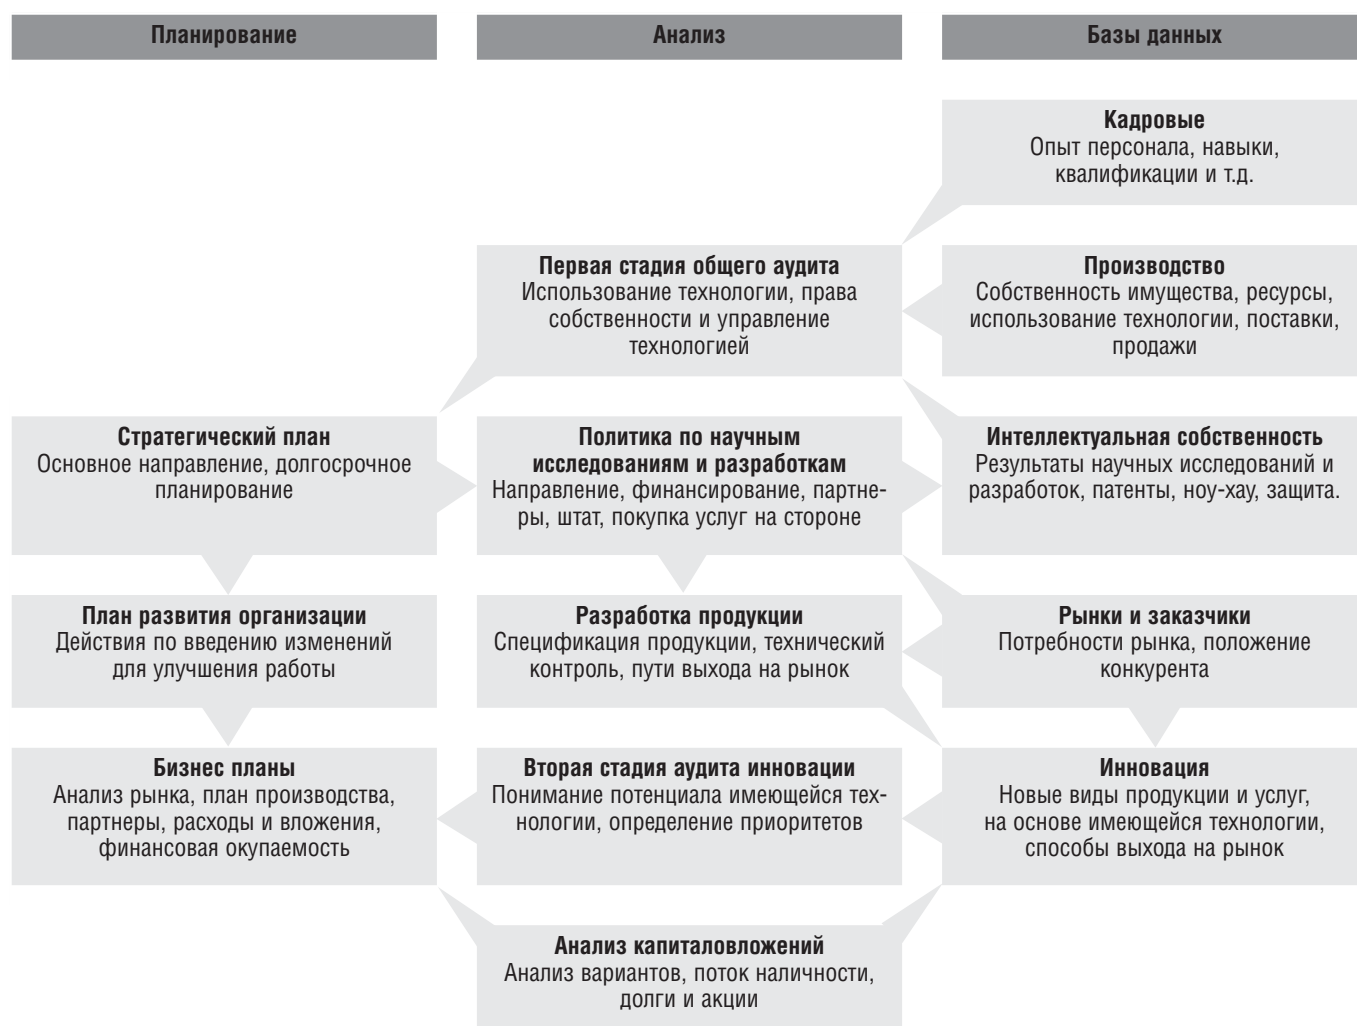 Планирование
Анализ
Базы данных
Кадровые
Опыт персонала, навыки,
квалификации и т.д.
Первая стадия общего аудита
Использование технологии, права
собственности и управление
технологией
Производство
Собственность имущества, ресурсы,
использование технологии, поставки,
продажи
Стратегический план
Основное направление, долгосрочное
планирование
Политика по научным
исследованиям и разработкам
Направление, финансирование, партне-
ры, штат, покупка услуг на стороне
Интеллектуальная собственность
Результаты научных исследований и
разработок, патенты, ноу-хау, защита.
План развития организации
Действия по введению изменений
для улучшения работы
Разработка продукции
Спецификация продукции, технический
контроль, пути выхода на рынок
Рынки и заказчики
Потребности рынка, положение
конкурента
Бизнес планы
Анализ рынка, план производства,
партнеры, расходы и вложения,
финансовая окупаемость
Вторая стадия аудита инновации
Понимание потенциала имеющейся тех-
нологии, определение приоритетов
Инновация
Новые виды продукции и услуг,
на основе имеющейся технологии,
способы выхода на рынок
Анализ капиталовложений
Анализ вариантов, поток наличности,
долги и акции